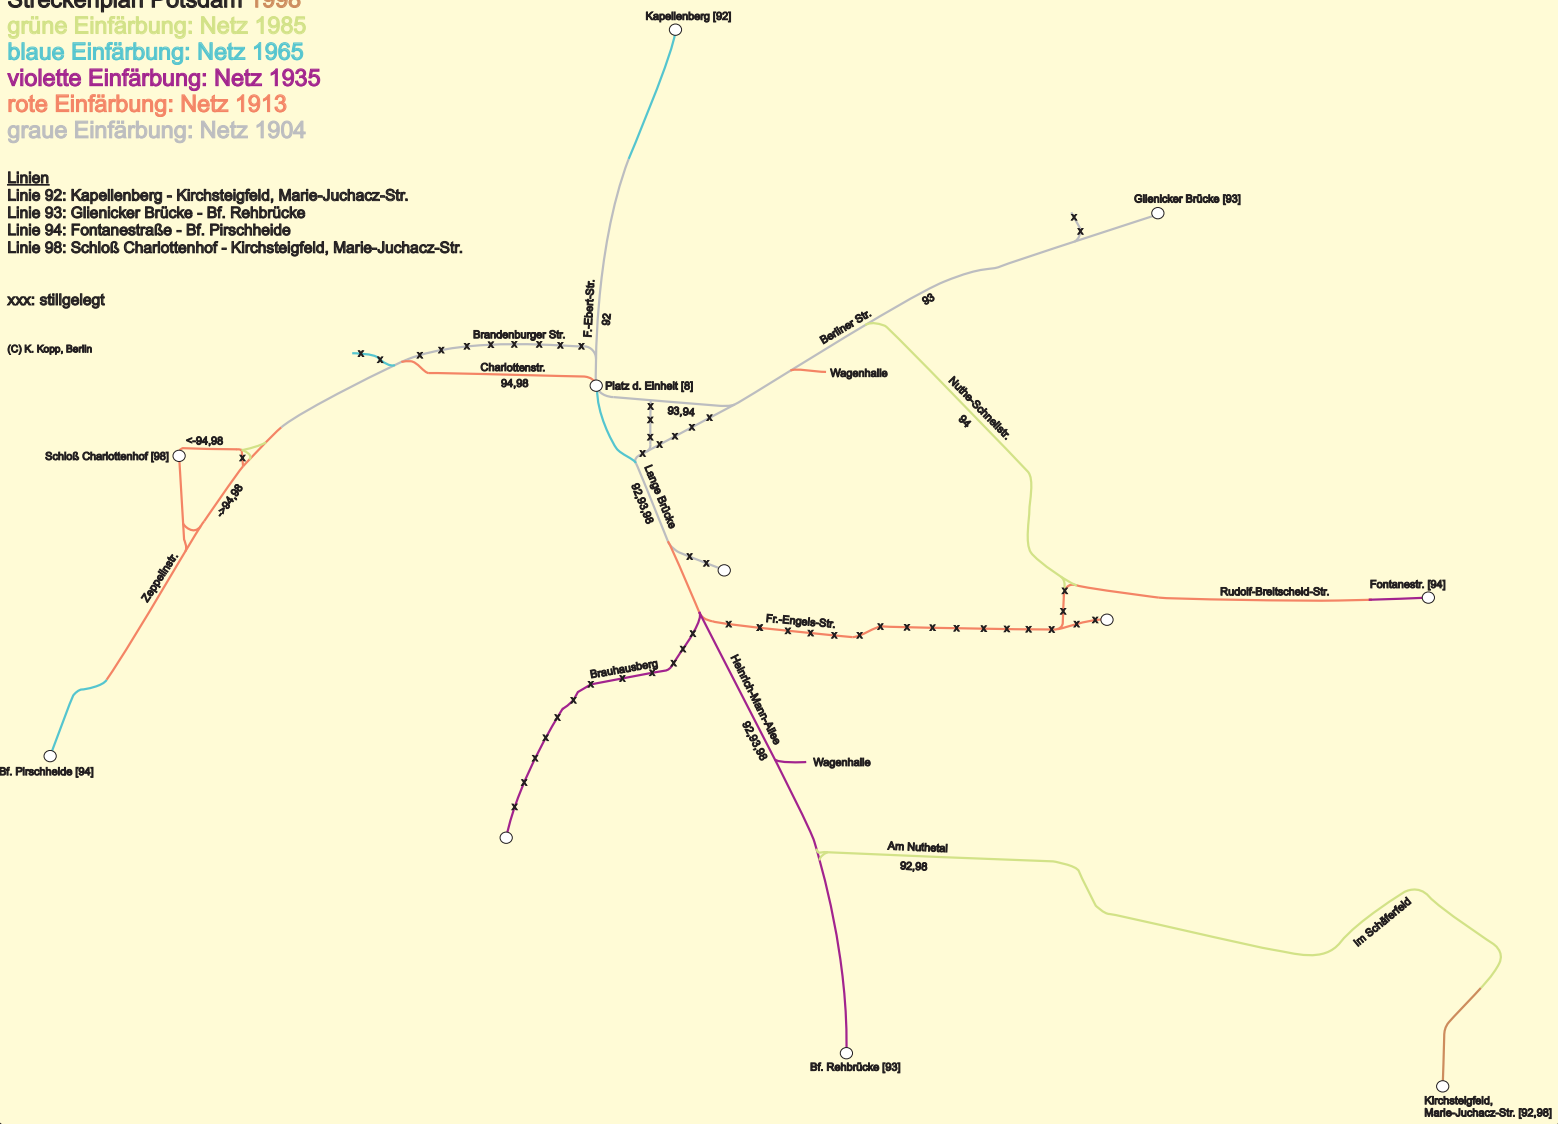 Streckenplan Potsdam 1998
grüne Einfärbung: Netz 1985
blaue Einfärbung: Netz 1965
violette Einfärbung: Netz 1935
rote Einfärbung: Netz 1913
graue Einfärbung: Netz 1904
Linien
Linie 92: Kapellenberg - Kirchsteigfeld, Marie-Juchacz-Str.
Linie 93: Glienicker Brücke - Bf. Rehbrücke
Linie 94: Fontanestraße - Bf. Pirschheide
Linie 98: Schloß Charlottenhof - Kirchsteigfeld, Marie-Juchacz-Str.
xxx: stillgelegt
(C) K. Kopp, Berlin
Kapellenberg [92]
Glienicker Brücke [93]
F.-Ebert-Str.
92
93
Berliner Str.
Brandenburger Str.
Charlottenstr.
94,98
Wagenhalle
Platz d. Einheit [8]
93,94
Nuthe-Schnellstr.
94
<-94,98
Schloß Charlottenhof [98]
->94,98
Lange Brücke
92,93,98
Zeppelinstr.
Rudolf-Breitscheid-Str.
Fontanestr. [94]
Fr.-Engels-Str.
Brauhausberg
Heinrich-Mann-Allee
92,93,98
Wagenhalle
Bf. Pirschheide [94]
Am Nuthetal
92,98
Im Schäferfeld
Bf. Rehbrücke [93]
Kirchsteigfeld,
Marie-Juchacz-Str. [92,98]